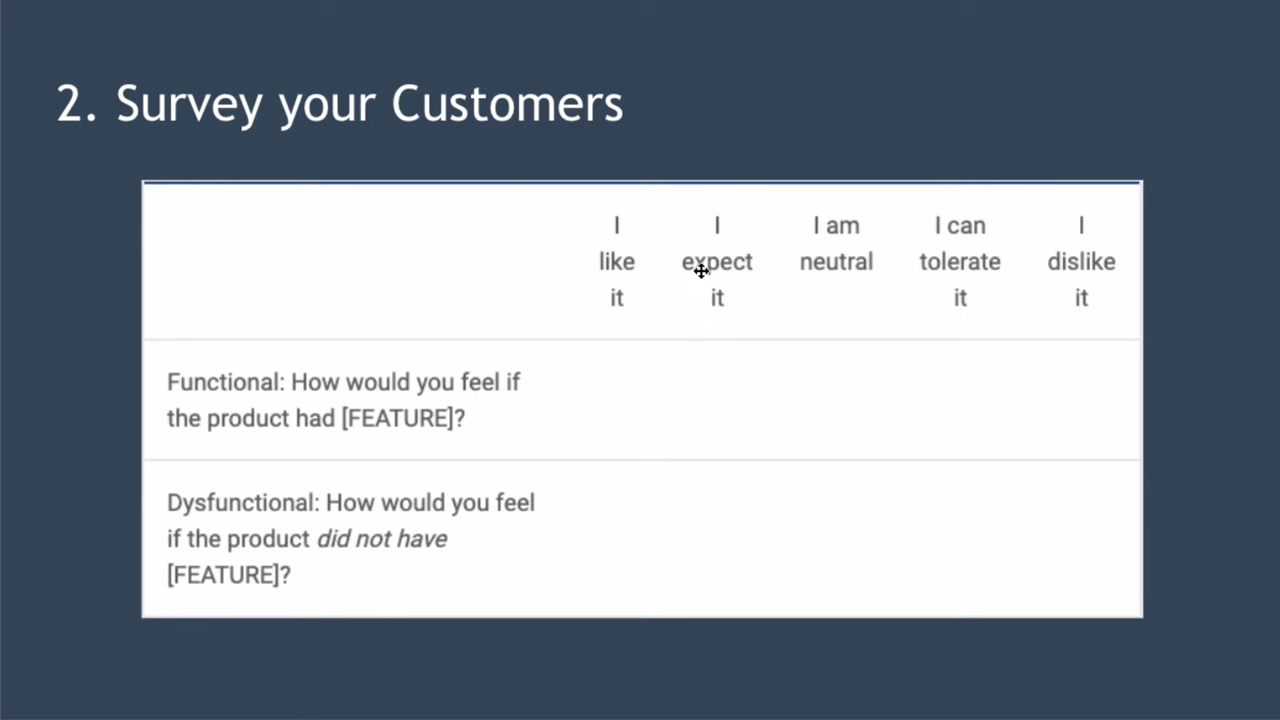 2. Survey your Customers
I like it
I expect it
I am neutral
I can tolerate it
I dislike it
Functional: How would you feel if
the product had [FEATURE]?
Dysfunctional: How would you feel
if the product did not have
[FEATURE]?